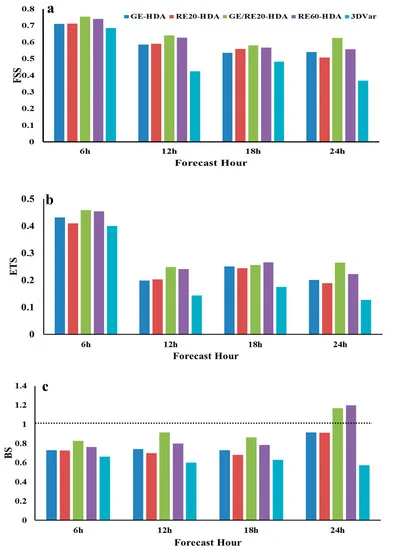 a
GE-HDA RE20-HDA GE/RE20-HDA RE60-HDA 3DVar
0.8
0.7
0.6
0.5
0.4
0.3
0.2
0.1
0
FSS
6h 12h 18h 24h
Forecast Hour
b
0.5
0.4
0.3
0.2
0.1
0
ETS
6h 12h 18h 24h
Forecast Hour
c
1.4
1.2
1
0.8
0.6
0.4
0.2
0
BS
6h 12h 18h 24h
Forecast Hour